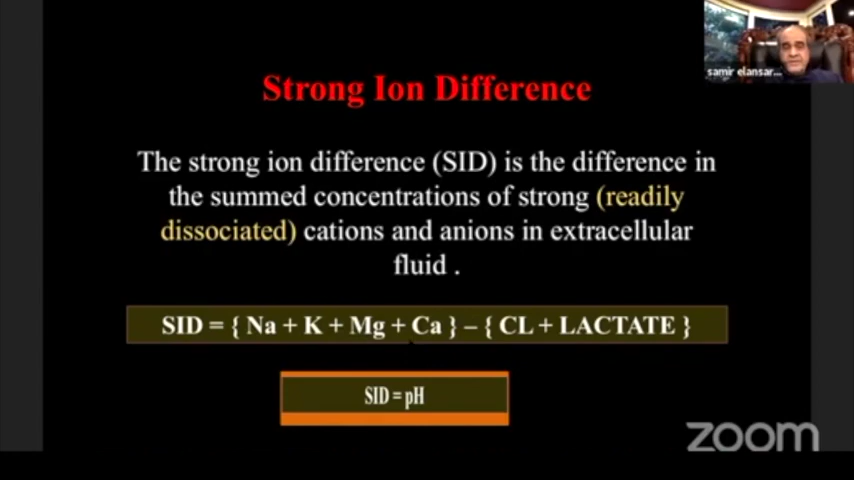 samir elansar...
Strong Ion Difference
The strong ion difference (SID) is the difference in
the summed concentrations of strong (readily
dissociated) cations and anions in extracellular
fluid .
SID = { Na + K + Mg + Ca } – { CL + LACTATE }
SID = pH
zoom